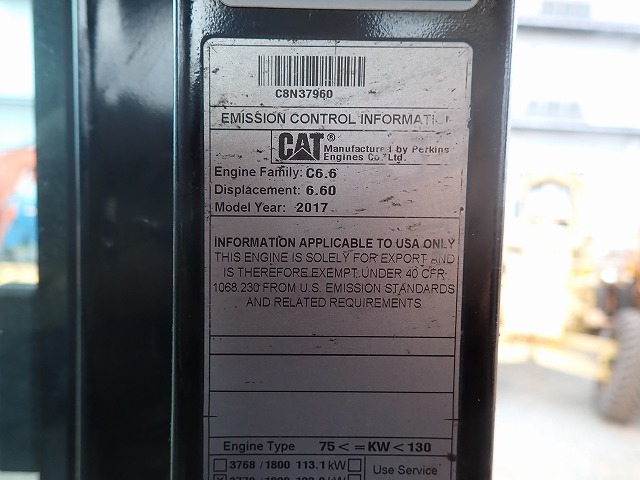 C8N37960
EMISSION CONTROL INFORMATI
CAT® Manufactured by Perkins
Engines Co. Ltd.
Engine Family: C6.6
Displacement: 6.60
Model Year: 2017
INFORMATION APPLICABLE TO USA ONLY
THIS ENGINE IS SOLELY FOR EXPORT AND
IS THEREFORE EXEMPT UNDER 40 CFR
1068.230 FROM U.S. EMISSION STANDARDS
AND RELATED REQUIREMENTS
Engine Type 75 < = KW < 130
3768 / 1800 113.1 kW
Use Service